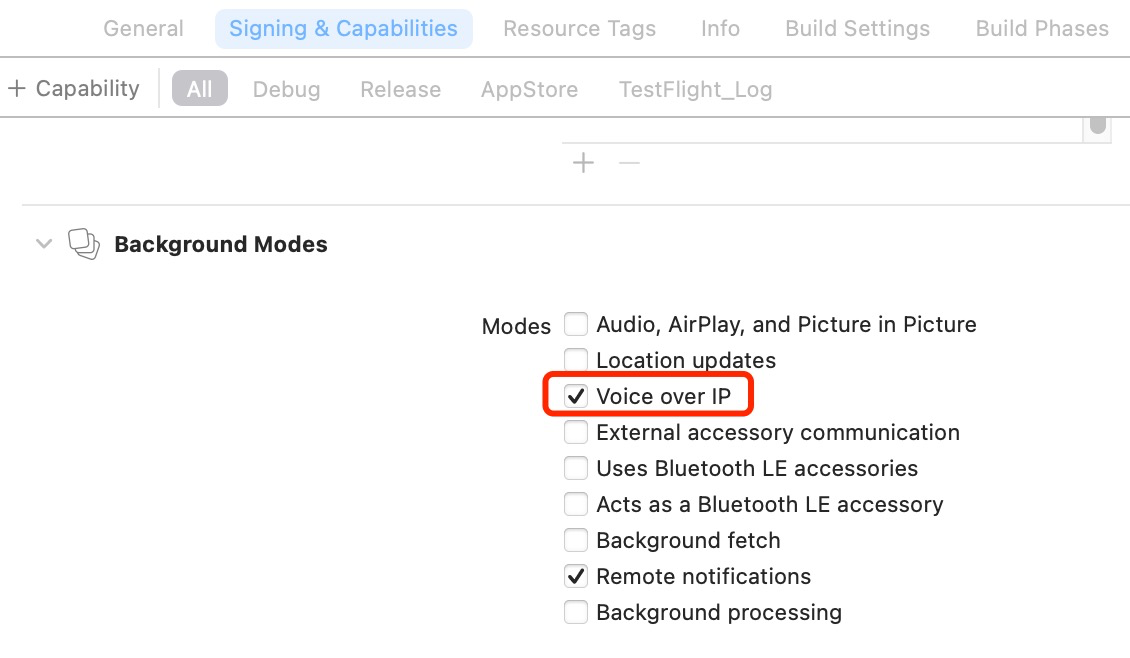 General Signing & Capabilities Resource Tags Info Build Settings Build Phases
+ Capability All Debug Release AppStore TestFlight_Log
Background Modes
Modes Audio, AirPlay, and Picture in Picture
Location updates
Voice over IP
External accessory communication
Uses Bluetooth LE accessories
Acts as a Bluetooth LE accessory
Background fetch
Remote notifications
Background processing